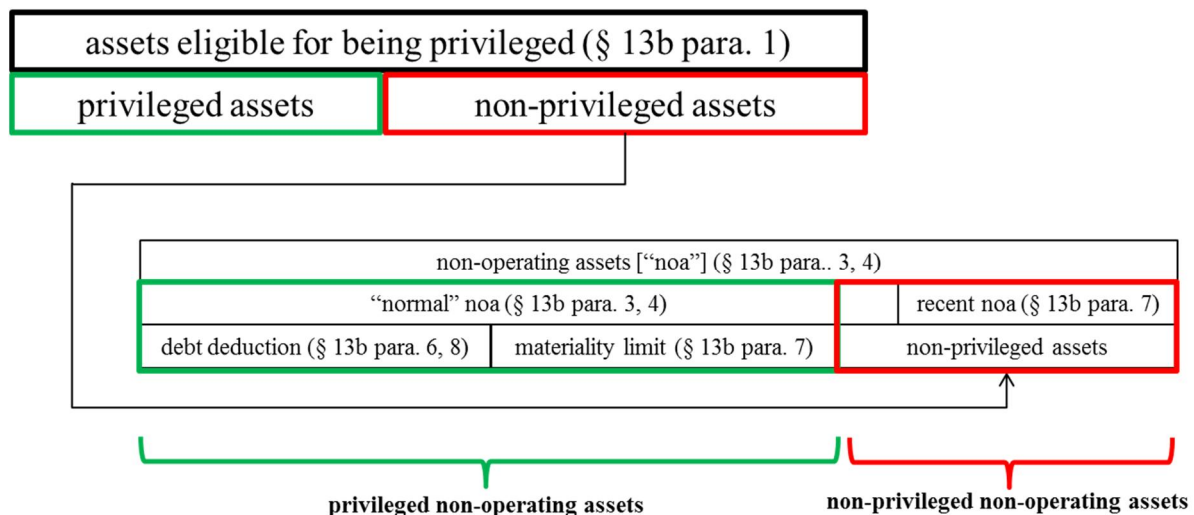 assets eligible for being privileged (§ 13b para. 1)
privileged assets
non-privileged assets
non-operating assets [“noa”] (§ 13b para.. 3, 4)
“normal” noa (§ 13b para. 3, 4)
recent noa (§ 13b para. 7)
debt deduction (§ 13b para. 6, 8)
materiality limit (§ 13b para. 7)
non-privileged assets
privileged non-operating assets
non-privileged non-operating assets